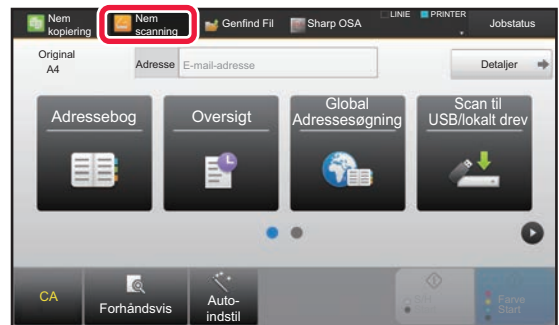 Nem
kopiering
Nem
scanning
Genfind Fil
Sharp OSA
LINIE
PRINTER
Jobstatus
Original
A4
Adresse
E-mail-adresse
Detaljer
Adressebog
Oversigt
Global
Adressesøgning
Scan til
USB/lokalt drev
CA
Forhåndsvis
Auto-
indstil
S/H
Start
Farve
Start